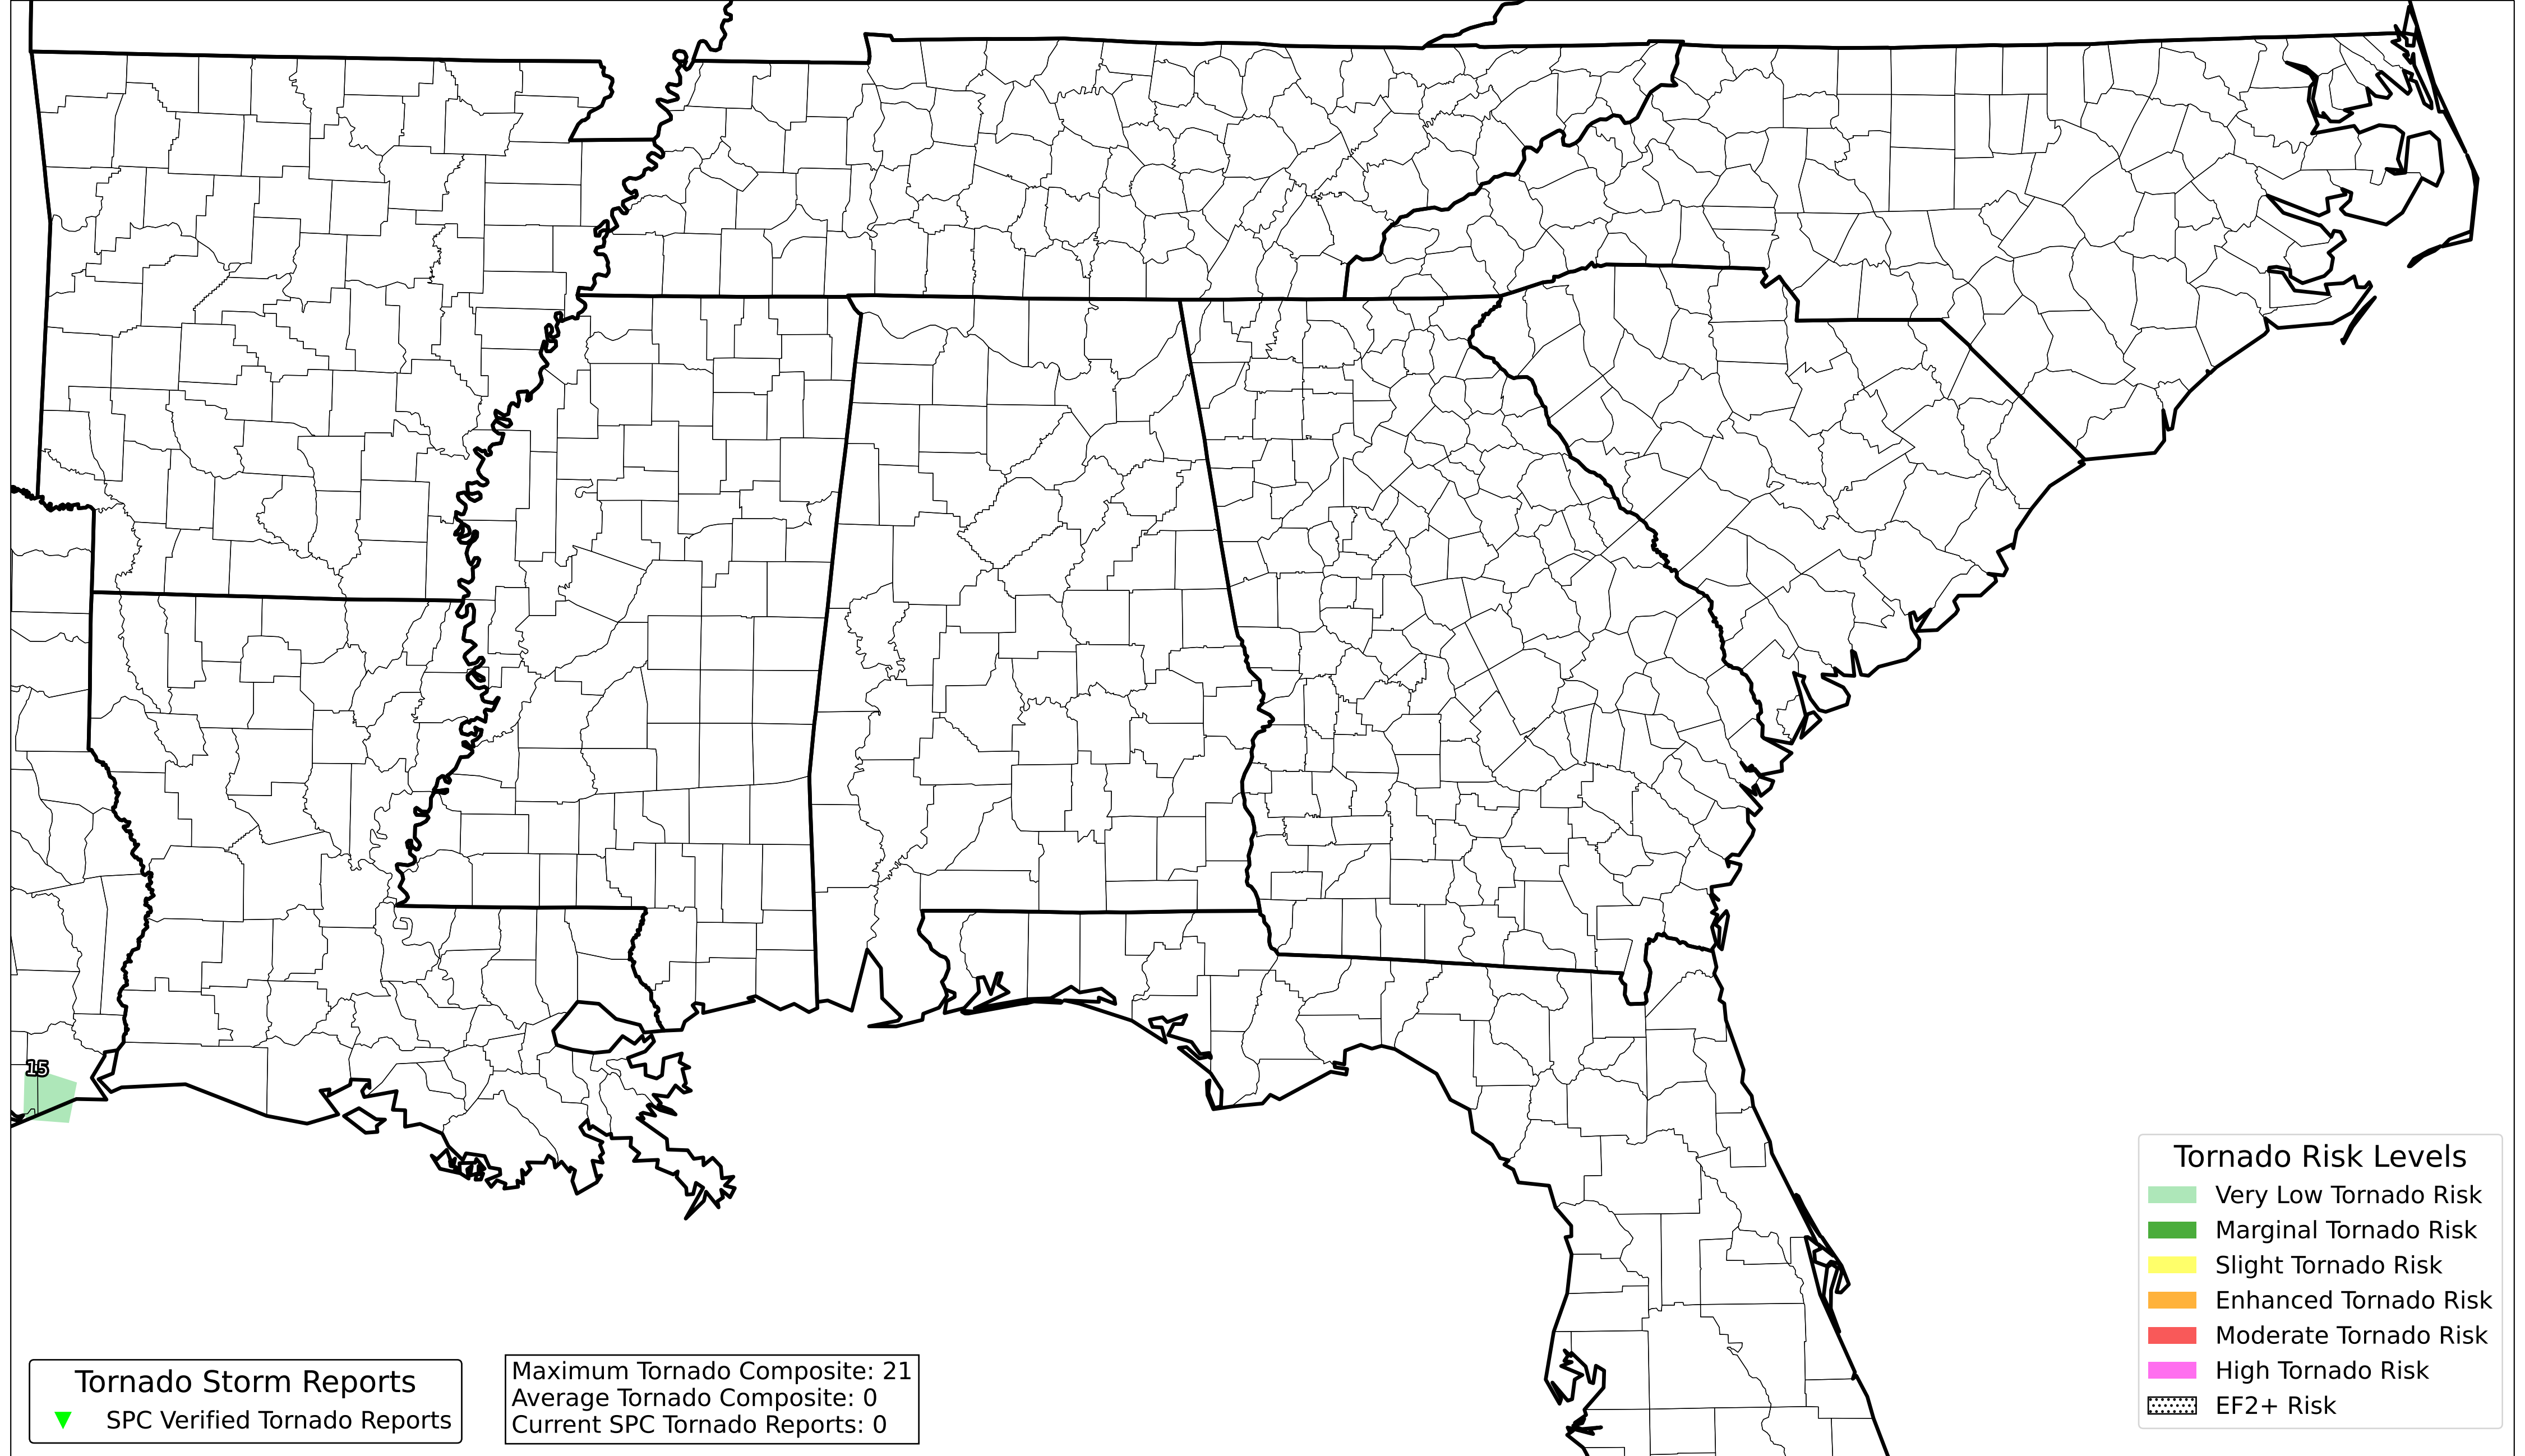 15
Tornado Storm Reports
SPC Verified Tornado Reports
Maximum Tornado Composite: 21
Average Tornado Composite: 0
Current SPC Tornado Reports: 0
Tornado Risk Levels
Very Low Tornado Risk
Marginal Tornado Risk
Slight Tornado Risk
Enhanced Tornado Risk
Moderate Tornado Risk
High Tornado Risk
EF2+ Risk